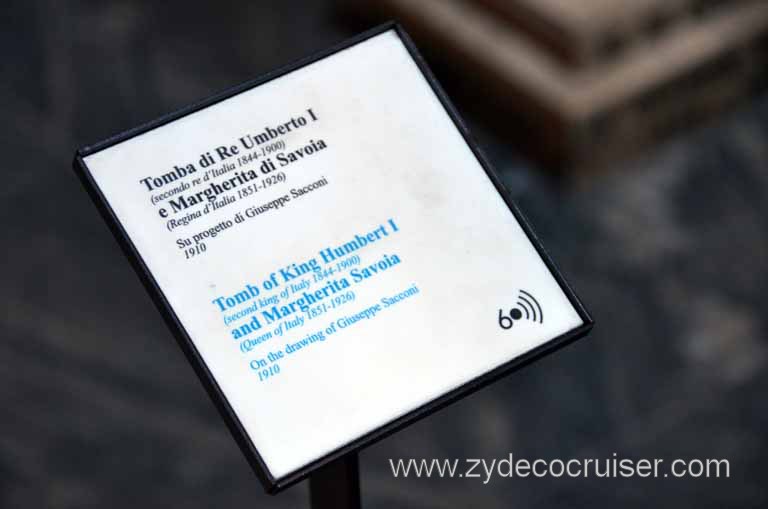 Tomba di Re Umberto I
(secondo re d'Italia 1844-1900)
e Margherita di Savoia
(Regina d'Italia 1851-1926)
Su progetto di Giuseppe Sacconi
1910
Tomb of King Humbert I
(second king of Italy 1844-1900)
and Margherita Savoia
(Queen of Italy 1851-1926)
On the drawing of Giuseppe Sacconi
1910
6
www.zydecocruiser.com